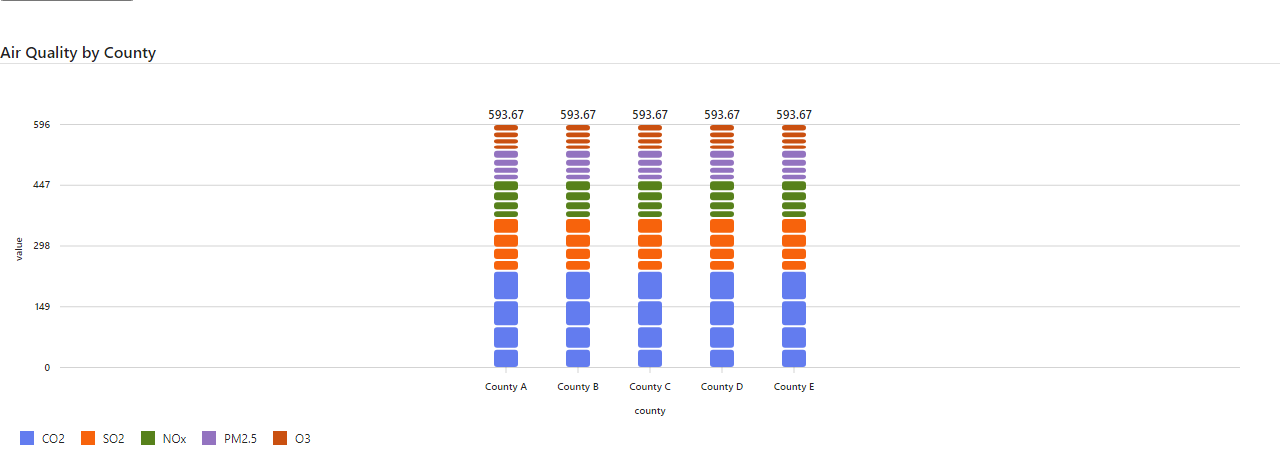 Air Quality by County
593.67 593.67 593.67 593.67 593.67
596
447
298
149
0
value
County A County B County C County D County E
county
CO2 SO2 NOx PM2.5 O3